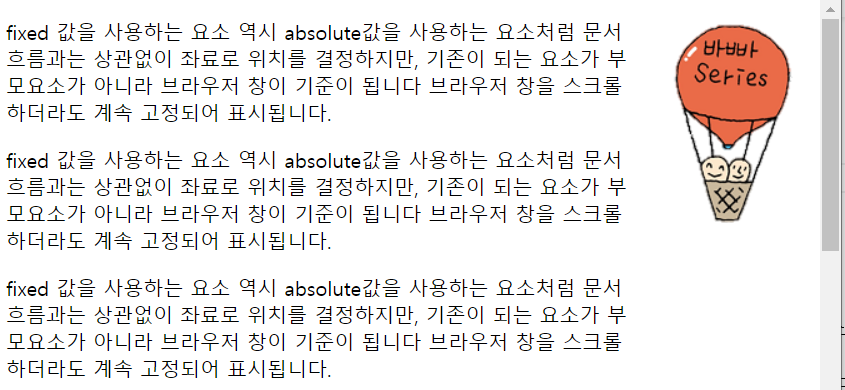 fixed 값을 사용하는 요소 역시 absolute값을 사용하는 요소처럼 문서
흐름과는 상관없이 좌료로 위치를 결정하지만, 기존이 되는 요소가 부
모요소가 아니라 브라우저 창이 기준이 됩니다 브라우저 창을 스크롤
하더라도 계속 고정되어 표시됩니다.
fixed 값을 사용하는 요소 역시 absolute값을 사용하는 요소처럼 문서
흐름과는 상관없이 좌료로 위치를 결정하지만, 기존이 되는 요소가 부
모요소가 아니라 브라우저 창이 기준이 됩니다 브라우저 창을 스크롤
하더라도 계속 고정되어 표시됩니다.
fixed 값을 사용하는 요소 역시 absolute값을 사용하는 요소처럼 문서
흐름과는 상관없이 좌료로 위치를 결정하지만, 기존이 되는 요소가 부
모요소가 아니라 브라우저 창이 기준이 됩니다 브라우저 창을 스크롤
하더라도 계속 고정되어 표시됩니다.
바빠
Series